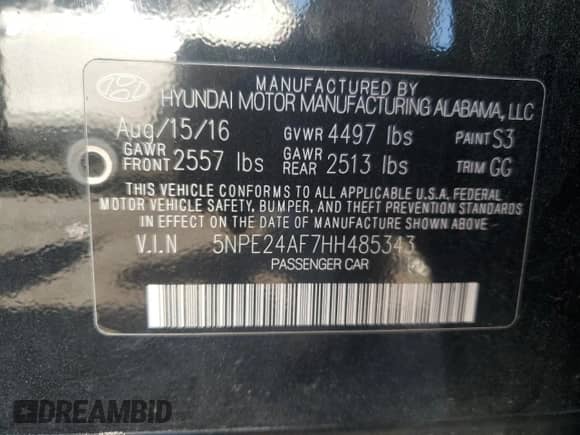 MANUFACTURED BY
HYUNDAI MOTOR MANUFACTURING ALABAMA, LLC
Aug/15/16 GVWR 4497 lbs PAINT S3
GAWR FRONT 2557 lbs GAWR REAR 2513 lbs TRIM GG
THIS VEHICLE CONFORMS TO ALL APPLICABLE U.S.A. FEDERAL
MOTOR VEHICLE SAFETY, BUMPER, AND THEFT PREVENTION STANDARDS
IN EFFECT ON THE DATE OF MANUFACTURE SHOWN ABOVE
V.I.N 5NPE24AF7HH485343
PASSENGER CAR
DREAMBID